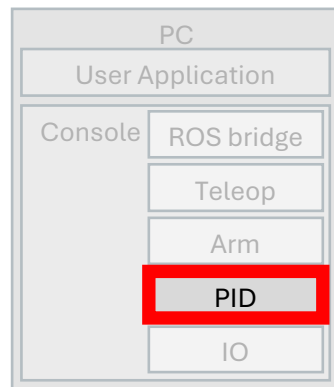 PC
User Application
Console
ROS bridge
Teleop
Arm
PID
IO